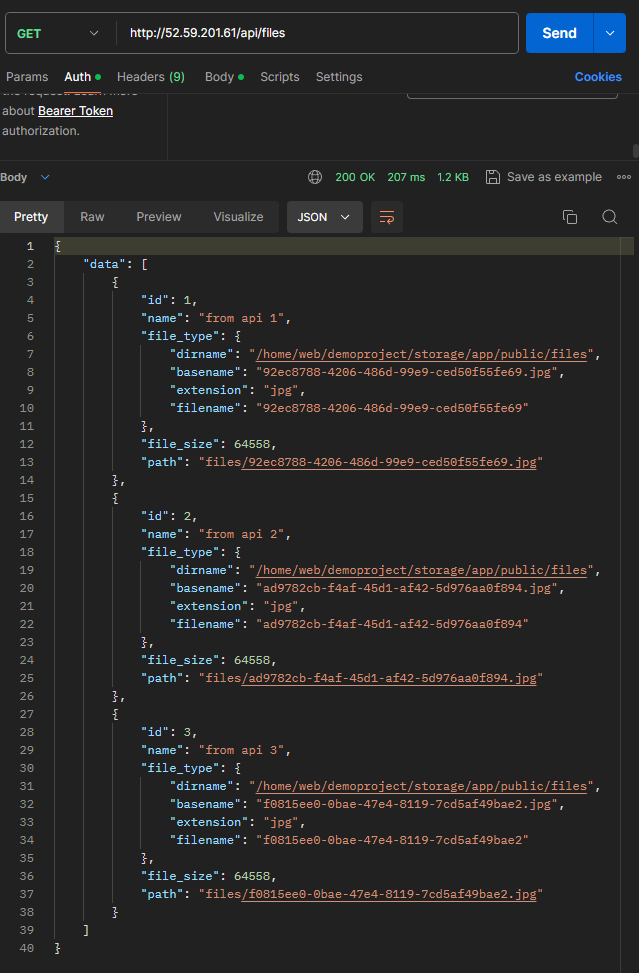 GET http://52.59.201.61/api/files Send
Params Auth Headers (9) Body Scripts Settings Cookies
about Bearer Token
authorization.
Body 200 OK 207 ms 1.2 KB Save as example
Pretty Raw Preview Visualize JSON
1 {
2 "data": [
3 {
4 "id": 1,
5 "name": "from api 1",
6 "file_type": {
7 "dirname": "/home/web/demoproject/storage/app/public/files",
8 "basename": "92ec8788-4206-486d-99e9-ced50f55fe69.jpg",
9 "extension": "jpg",
10 "filename": "92ec8788-4206-486d-99e9-ced50f55fe69"
11 },
12 "file_size": 64558,
13 "path": "files/92ec8788-4206-486d-99e9-ced50f55fe69.jpg"
14 },
15 {
16 "id": 2,
17 "name": "from api 2",
18 "file_type": {
19 "dirname": "/home/web/demoproject/storage/app/public/files",
20 "basename": "ad9782cb-f4af-45d1-af42-5d976aa0f894.jpg",
21 "extension": "jpg",
22 "filename": "ad9782cb-f4af-45d1-af42-5d976aa0f894"
23 },
24 "file_size": 64558,
25 "path": "files/ad9782cb-f4af-45d1-af42-5d976aa0f894.jpg"
26 },
27 {
28 "id": 3,
29 "name": "from api 3",
30 "file_type": {
31 "dirname": "/home/web/demoproject/storage/app/public/files",
32 "basename": "f0815ee0-0bae-47e4-8119-7cd5af49bae2.jpg",
33 "extension": "jpg",
34 "filename": "f0815ee0-0bae-47e4-8119-7cd5af49bae2"
35 },
36 "file_size": 64558,
37 "path": "files/f0815ee0-0bae-47e4-8119-7cd5af49bae2.jpg"
38 }
39 ]
40 }